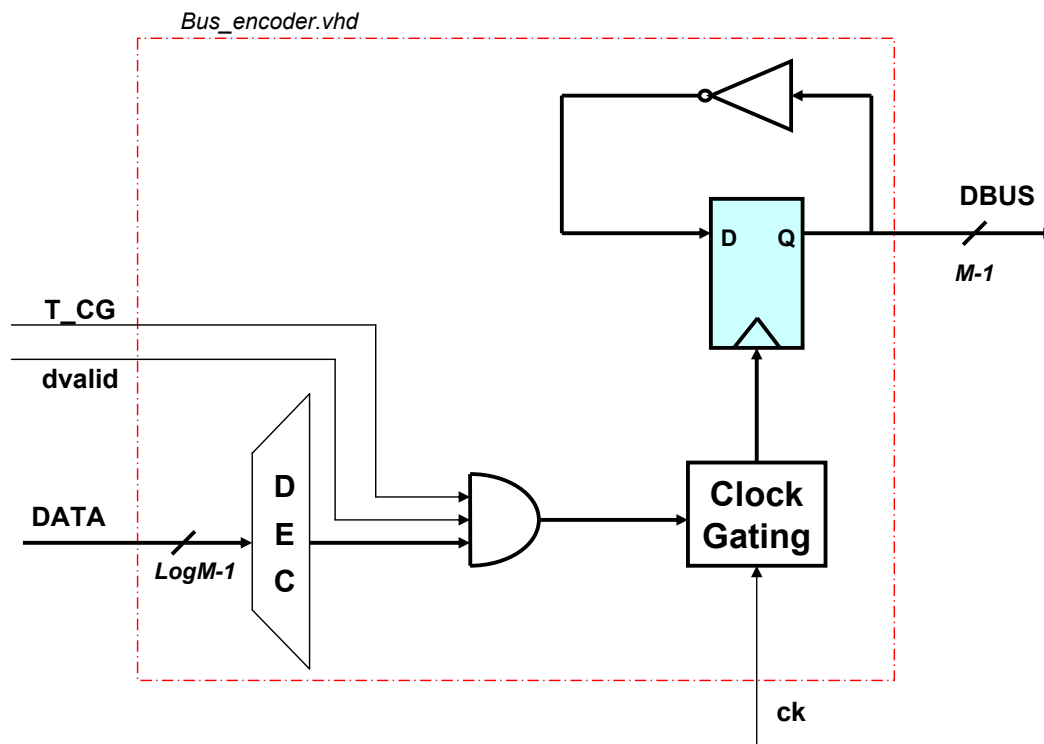 Bus_encoder.vhd
DBUS
D Q
M-1
T_CG
dvalid
D
E
C
DATA
LogM-1
Clock
Gating
ck